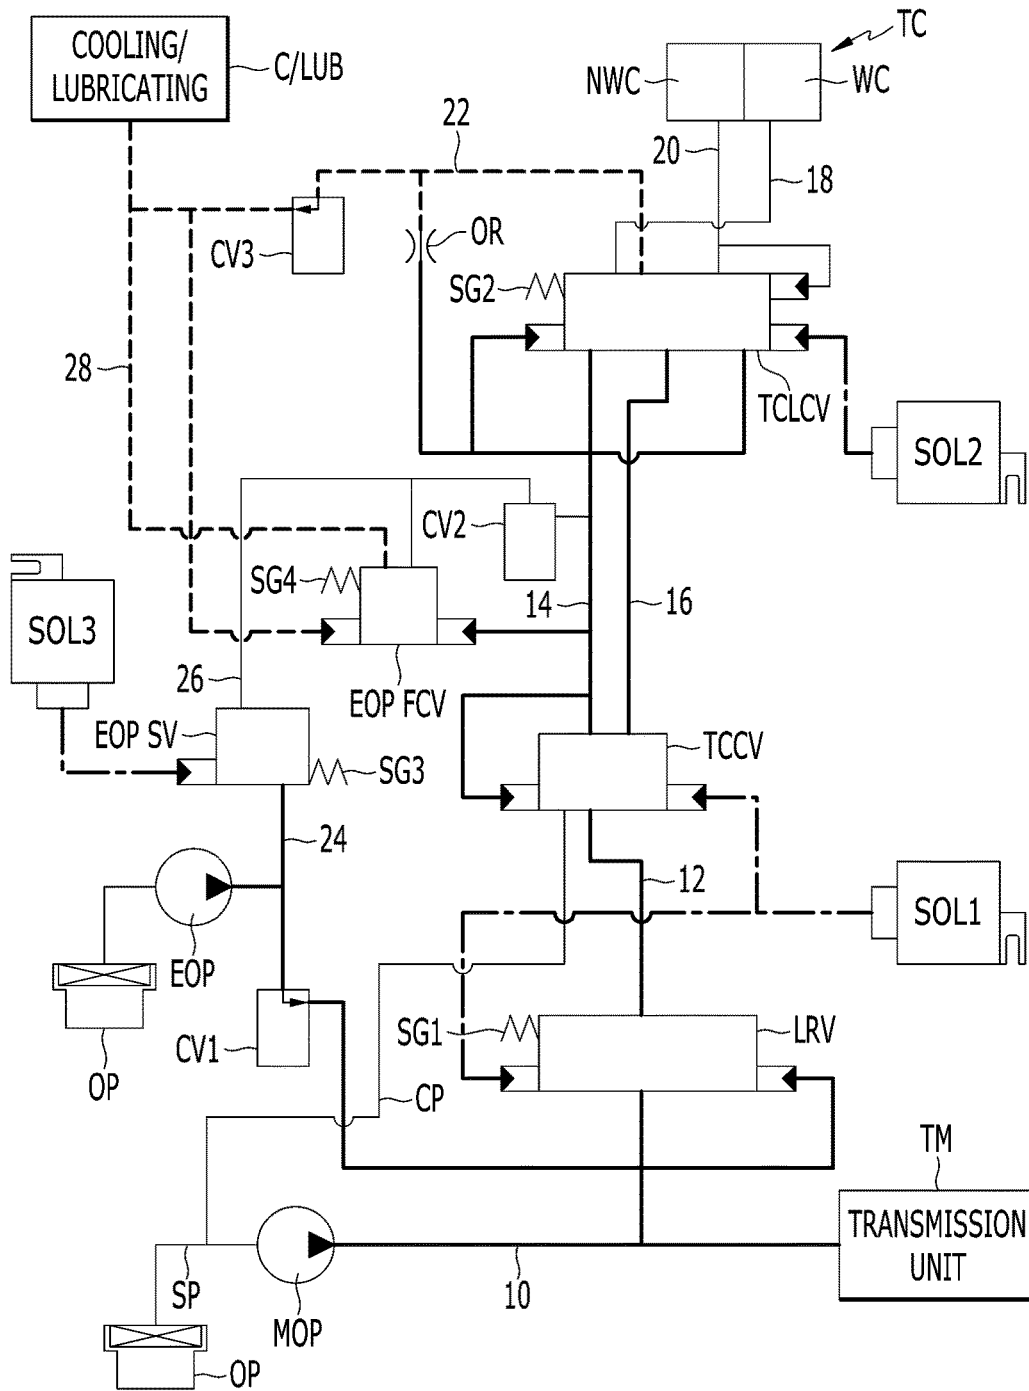 COOLING/
LUBRICATING
C/LUB
TC
NWC
WC
22
20
18
OR
CV3
SG2
28
TCLCV
SOL2
CV2
SG4
14
16
SOL3
26
EOP FCV
EOP SV
TCCV
SG3
24
12
SOL1
EOP
SG1
LRV
CV1
OP
CP
TM
TRANSMISSION
UNIT
SP
10
MOP
OP